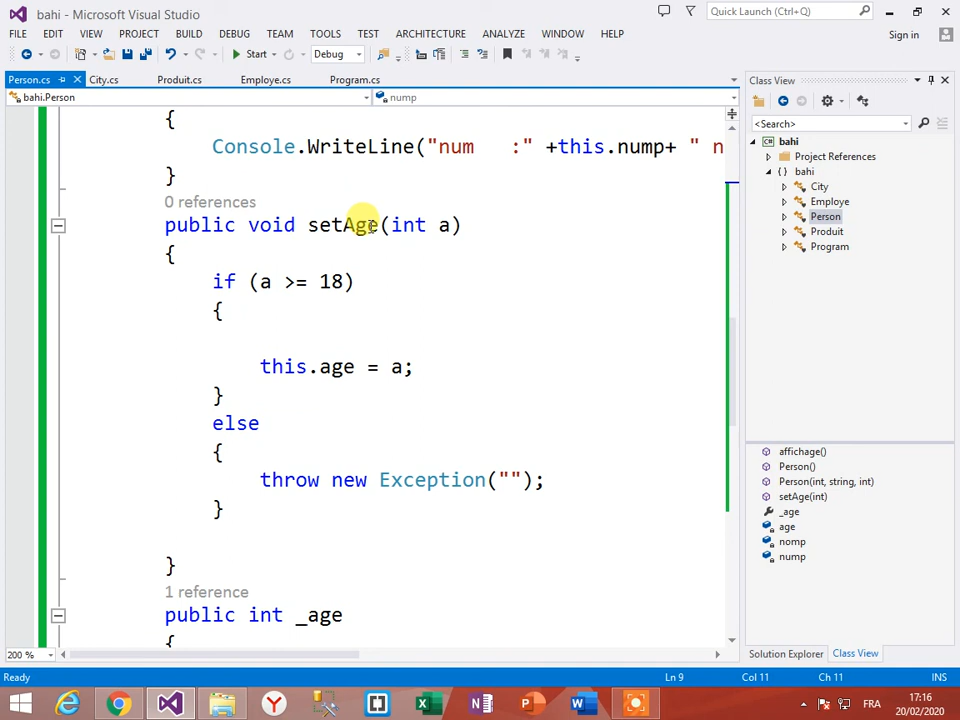 bahi - Microsoft Visual Studio
Quick Launch (Ctrl+Q)
FILE EDIT VIEW PROJECT BUILD DEBUG TEAM TOOLS TEST ARCHITECTURE ANALYZE WINDOW HELP
Sign in
Start Debug
Person.cs City.cs Produit.cs Employe.cs Program.cs
bahi.Person nump
{
Console.WriteLine("num :" +this.nump+ " n
}
0 references
public void setAge(int a)
{
if (a >= 18)
{
this.age = a;
}
else
{
throw new Exception("");
}
}
1 reference
public int _age
{
200 %
Class View
<Search>
bahi
Project References
bahi
City
Employe
Person
Produit
Program
affichage()
Person()
Person(int, string, int)
setAge(int)
_age
age
nomp
nump
Solution Explorer Class View
Ready Ln 9 Col 11 Ch 11 INS
FR 17:16
20/02/2020